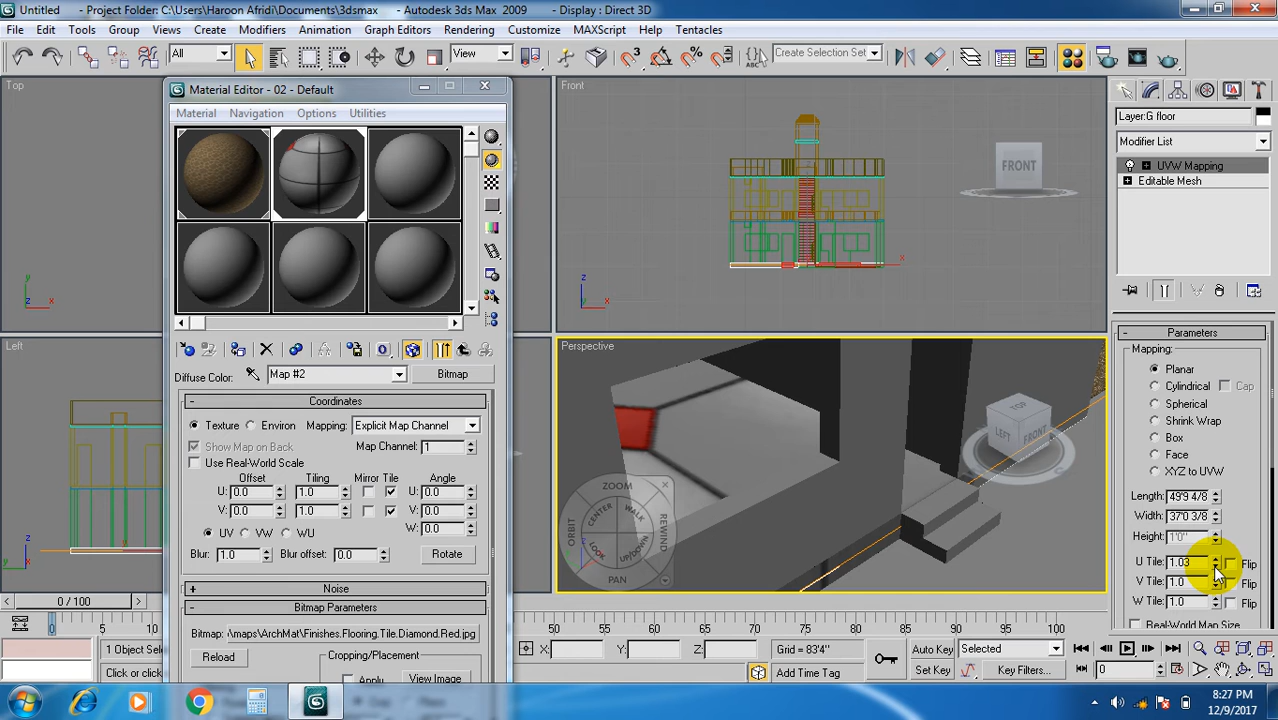 Untitled - Project Folder: C:\Users\Haroon Afridi\Documents\3dsmax - Autodesk 3ds Max 2009 - Display : Direct 3D
File Edit Tools Group Views Create Modifiers Animation Graph Editors Rendering Customize MAXScript Help Tentacles
All View 3 % Create Selection Set
Top
Material Editor - 02 - Default
Front
Layer:G floor
Material Navigation Options Utilities
Modifier List
FRONT
UVW Mapping
Editable Mesh
z
x
y
z
x
x
z
x
Left
Perspective
Parameters
Mapping:
Diffuse Color: Map #2 Bitmap
Planar
Coordinates
Cylindrical Cap
Texture Environ Mapping: Explicit Map Channel
Spherical
TOP
LEFT FRONT
Shrink Wrap
Show Map on Back Map Channel: 1
Box
Use Real-World Scale
Face
Offset Tiling Mirror Tile Angle
XYZ to UVW
U: 0.0 1.0 U: 0.0
ZOOM
Length: 49'9 4/8
V: 0.0 1.0 V: 0.0
CENTER WALK
ORBIT REWIND
Width: 37'0 3/8
UV VW WU W: 0.0
LOOK UP/DOWN
Height: 1'0"
Blur: 1.0 Blur offset: 0.0 Rotate
U Tile: 1.03 Flip
PAN
V Tile: 1.0 Flip
Noise
W Tile: 1.0 Flip
0 / 100
Bitmap Parameters
Real-World Map Size
0 5 10 65 70 75 80 85 90 95 100
Bitmap: \maps\ArchMat\Finishes.Flooring.Tile.Diamond.Red.jpg
1 Object Sele X: Y: Z: Grid = 83'4" Auto Key Selected
Reload Cropping/Placement
Click or click- Add Time Tag Set Key Key Filters... 0
Apply View Image
8:27 PM
12/9/2017